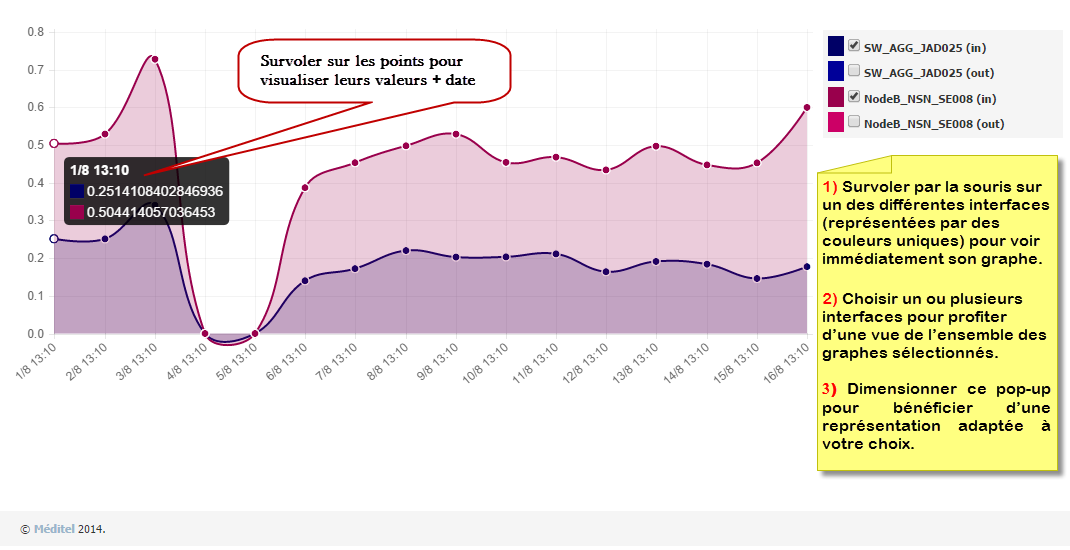 0.8
0.7
0.6
0.5
0.4
0.3
0.2
0.1
0.0
Survoler sur les points pour
visualiser leurs valeurs + date
1/8 13:10
0.2514108402846936
0.504414057036453
1/8 13:10
2/8 13:10
3/8 13:10
4/8 13:10
5/8 13:10
6/8 13:10
7/8 13:10
8/8 13:10
9/8 13:10
10/8 13:10
11/8 13:10
12/8 13:10
13/8 13:10
14/8 13:10
15/8 13:10
16/8 13:10
SW_AGG_JAD025 (in)
SW_AGG_JAD025 (out)
NodeB_NSN_SE008 (in)
NodeB_NSN_SE008 (out)
1) Survoler par la souris sur
un des différentes interfaces
(représentées par des
couleurs uniques) pour voir
immédiatement son graphe.
2) Choisir un ou plusieurs
interfaces pour profiter
d’une vue de l’ensemble des
graphes sélectionnés.
3) Dimensionner ce pop-up
pour bénéficier d’une
représentation adaptée à
votre choix.
© Méditel 2014.